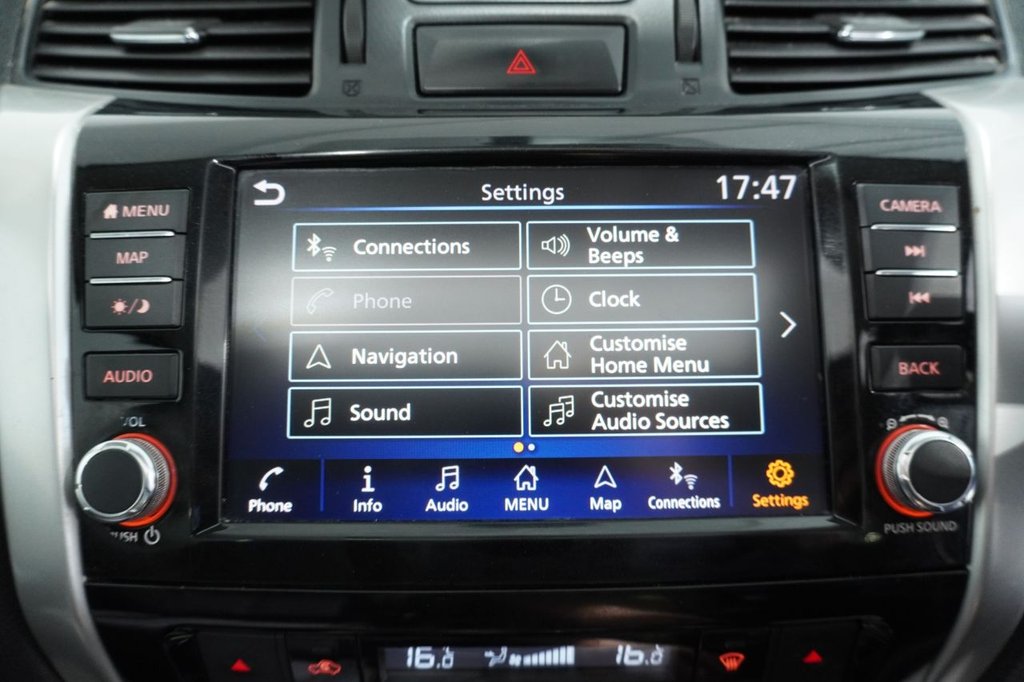 Settings
17:47
MENU
MAP
AUDIO
VOL
Connections
Phone
Navigation
Sound
Volume &
Beeps
Clock
Customise
Home Menu
Customise
Audio Sources
Phone
Info
Audio
MENU
Map
Connections
Settings
CAMERA
BACK
PUSH
PUSH SOUND
16.0
16.0